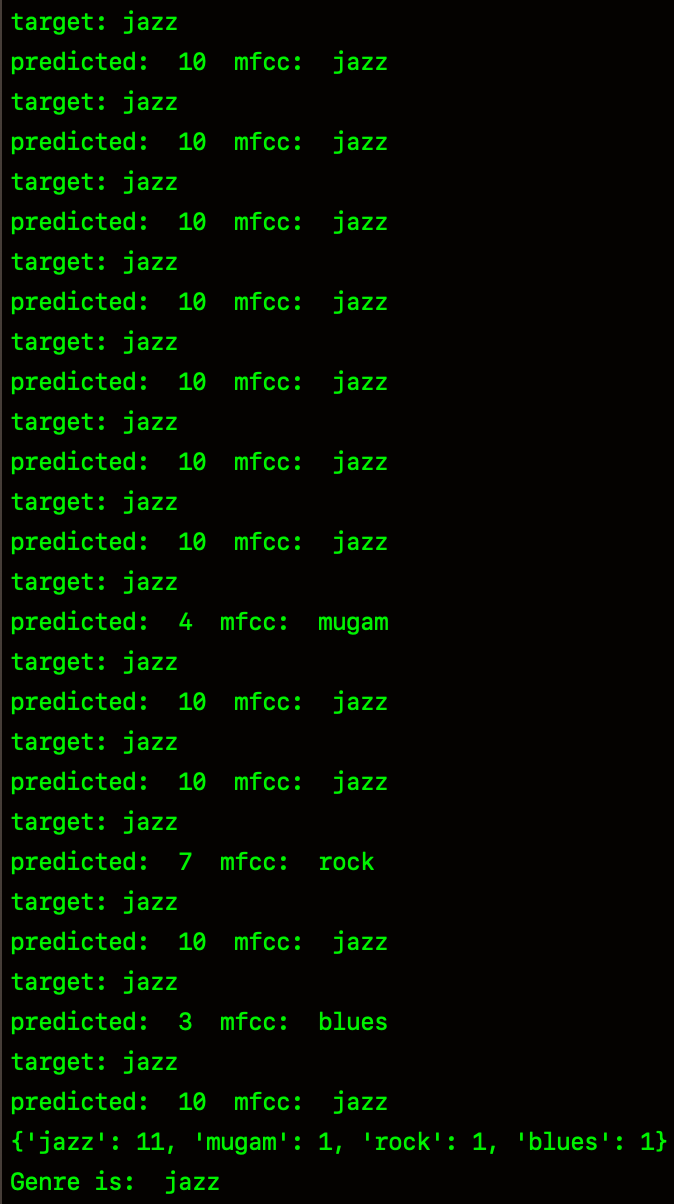 target: jazz
predicted:  10  mfcc:  jazz
target: jazz
predicted:  10  mfcc:  jazz
target: jazz
predicted:  10  mfcc:  jazz
target: jazz
predicted:  10  mfcc:  jazz
target: jazz
predicted:  10  mfcc:  jazz
target: jazz
predicted:  10  mfcc:  jazz
target: jazz
predicted:  10  mfcc:  jazz
target: jazz
predicted:  4  mfcc:  mugam
target: jazz
predicted:  10  mfcc:  jazz
target: jazz
predicted:  10  mfcc:  jazz
target: jazz
predicted:  7  mfcc:  rock
target: jazz
predicted:  10  mfcc:  jazz
target: jazz
predicted:  3  mfcc:  blues
target: jazz
predicted:  10  mfcc:  jazz
{'jazz': 11, 'mugam': 1, 'rock': 1, 'blues': 1}
Genre is:  jazz